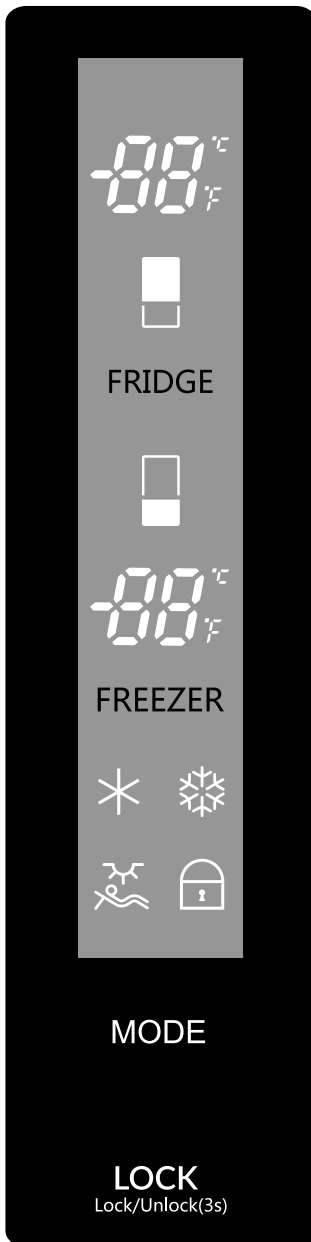 -88°C
°F
FRIDGE
-88°C
°F
FREEZER
MODE
LOCK
Lock/Unlock(3s)